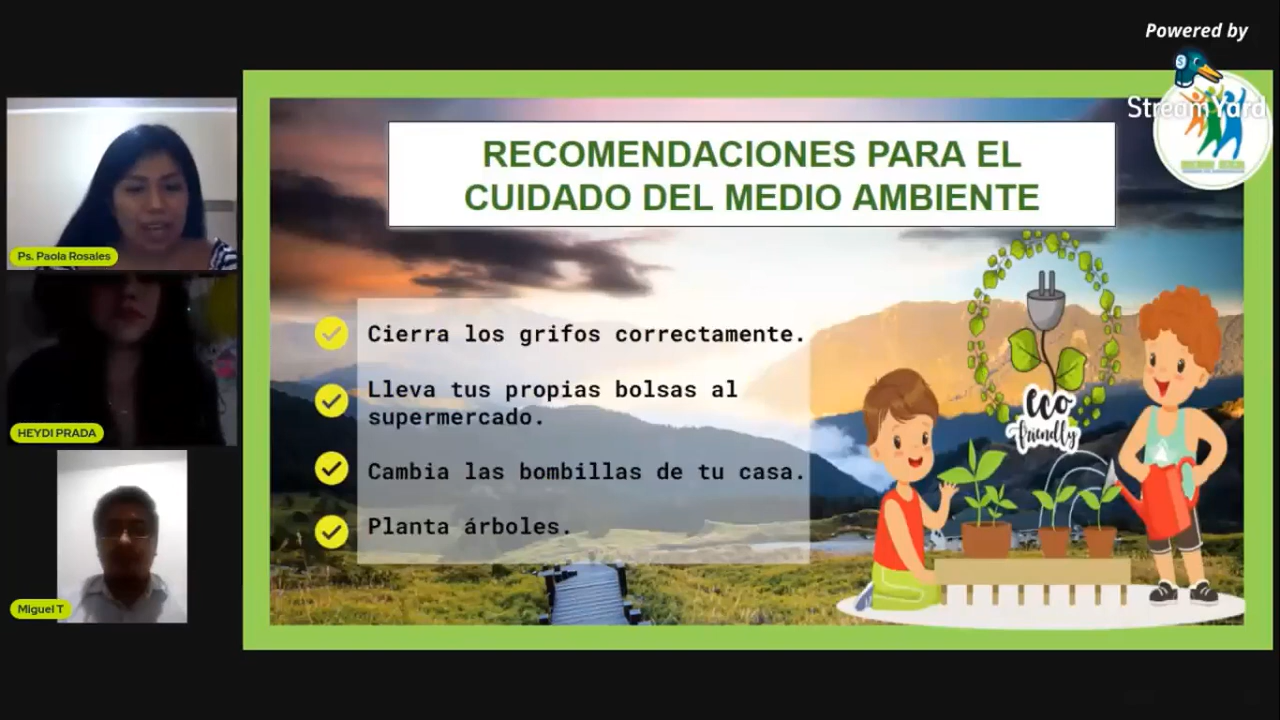 Powered by
StreamYard
RECOMENDACIONES PARA EL
CUIDADO DEL MEDIO AMBIENTE
Cierra los grifos correctamente.
Lleva tus propias bolsas al
supermercado.
Cambia las bombillas de tu casa.
Planta árboles.
eco
friendly
Ps. Paola Rosales
HEYDI PRADA
Miguel T